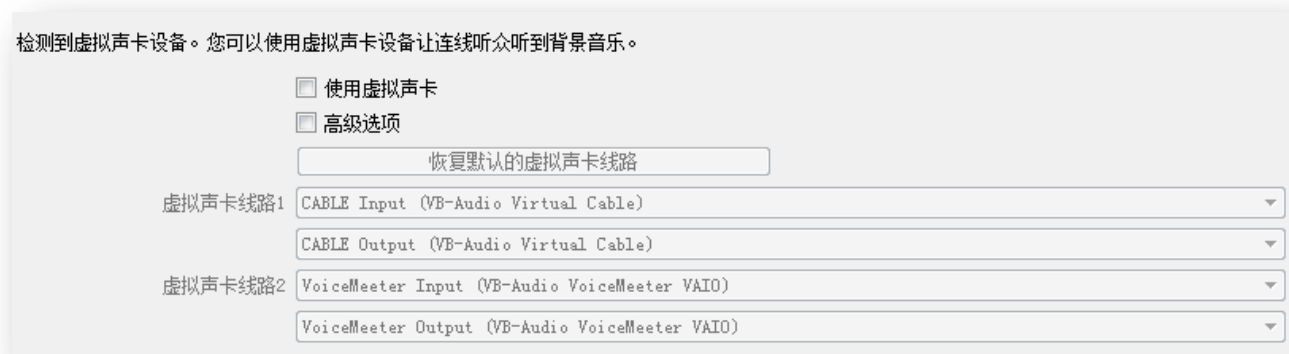 检测到虚拟声卡设备。您可以使用虚拟声卡设备让连线听众听到背景音乐。
使用虚拟声卡
高级选项
恢复默认的虚拟声卡线路
虚拟声卡线路1 CABLE Input (VB-Audio Virtual Cable)
CABLE Output (VB-Audio Virtual Cable)
虚拟声卡线路2 VoiceMeeter Input (VB-Audio VoiceMeeter VAIO)
VoiceMeeter Output (VB-Audio VoiceMeeter VAIO)